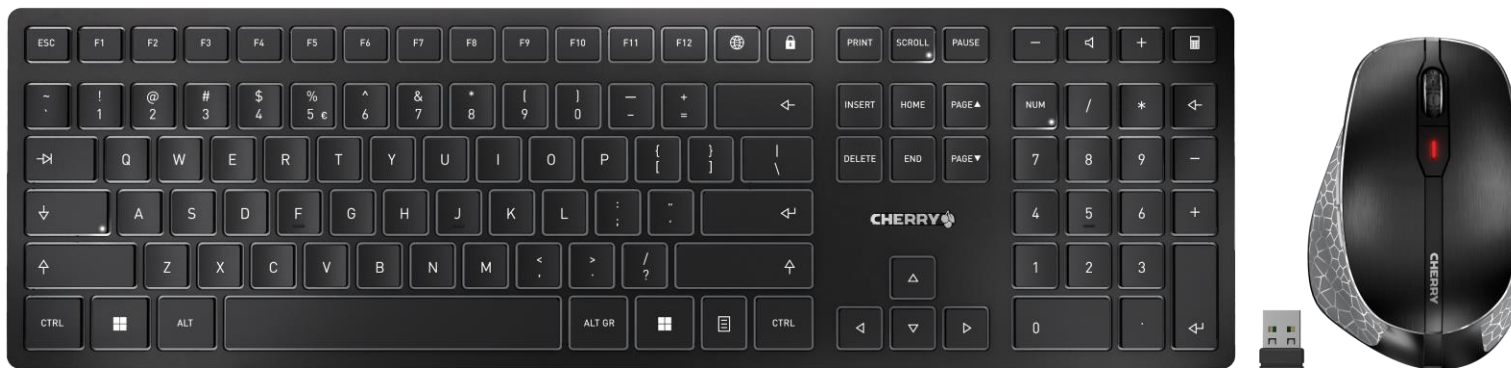 ESC F1 F2 F3 F4 F5 F6 F7 F8 F9 F10 F11 F12 PRINT SCROLL PAUSE - +
~ ! @ # $ % ^ & * ( ) — +
` 1 2 3 4 5 € 6 7 8 9 0 - = INSERT HOME PAGE▲ NUM / *
Q W E R T Y U I O P { } |
[ ] \ DELETE END PAGE▼ 7 8 9 -
A S D F G H J K L : "
; ' CHERRY 4 5 6 +
Z X C V B N M < > /
, . ? 1 2 3
CTRL ALT ALT GR CTRL 0 .
CHERRY